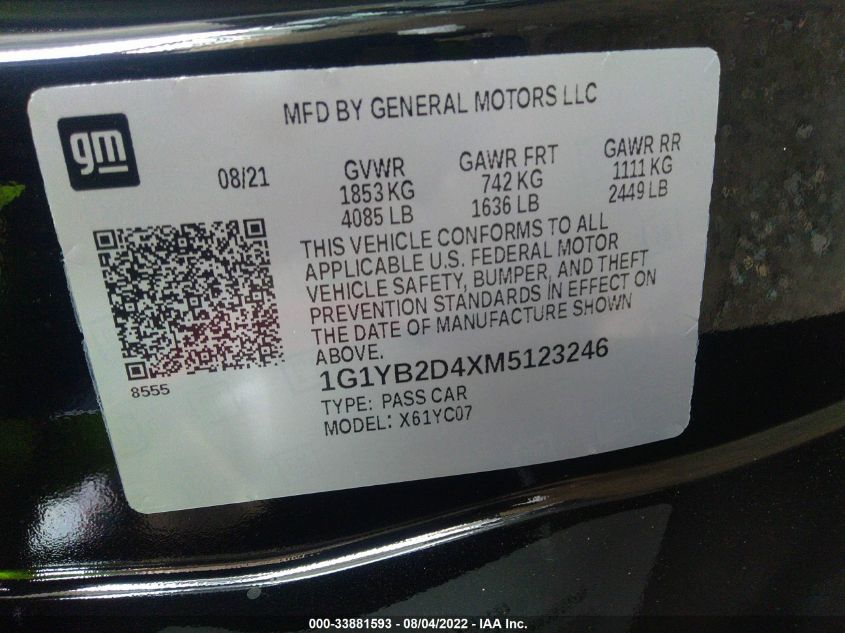 MFD BY GENERAL MOTORS LLC
gm
08/21
GVWR
1853 KG
4085 LB
GAWR FRT
742 KG
1636 LB
GAWR RR
1111 KG
2449 LB
THIS VEHICLE CONFORMS TO ALL
APPLICABLE U.S. FEDERAL MOTOR
VEHICLE SAFETY, BUMPER, AND THEFT
PREVENTION STANDARDS IN EFFECT ON
THE DATE OF MANUFACTURE SHOWN
ABOVE.
8555
1G1YB2D4XM5123246
TYPE: PASS CAR
MODEL: X61YC07
000-33881593 - 08/04/2022 - IAA Inc.